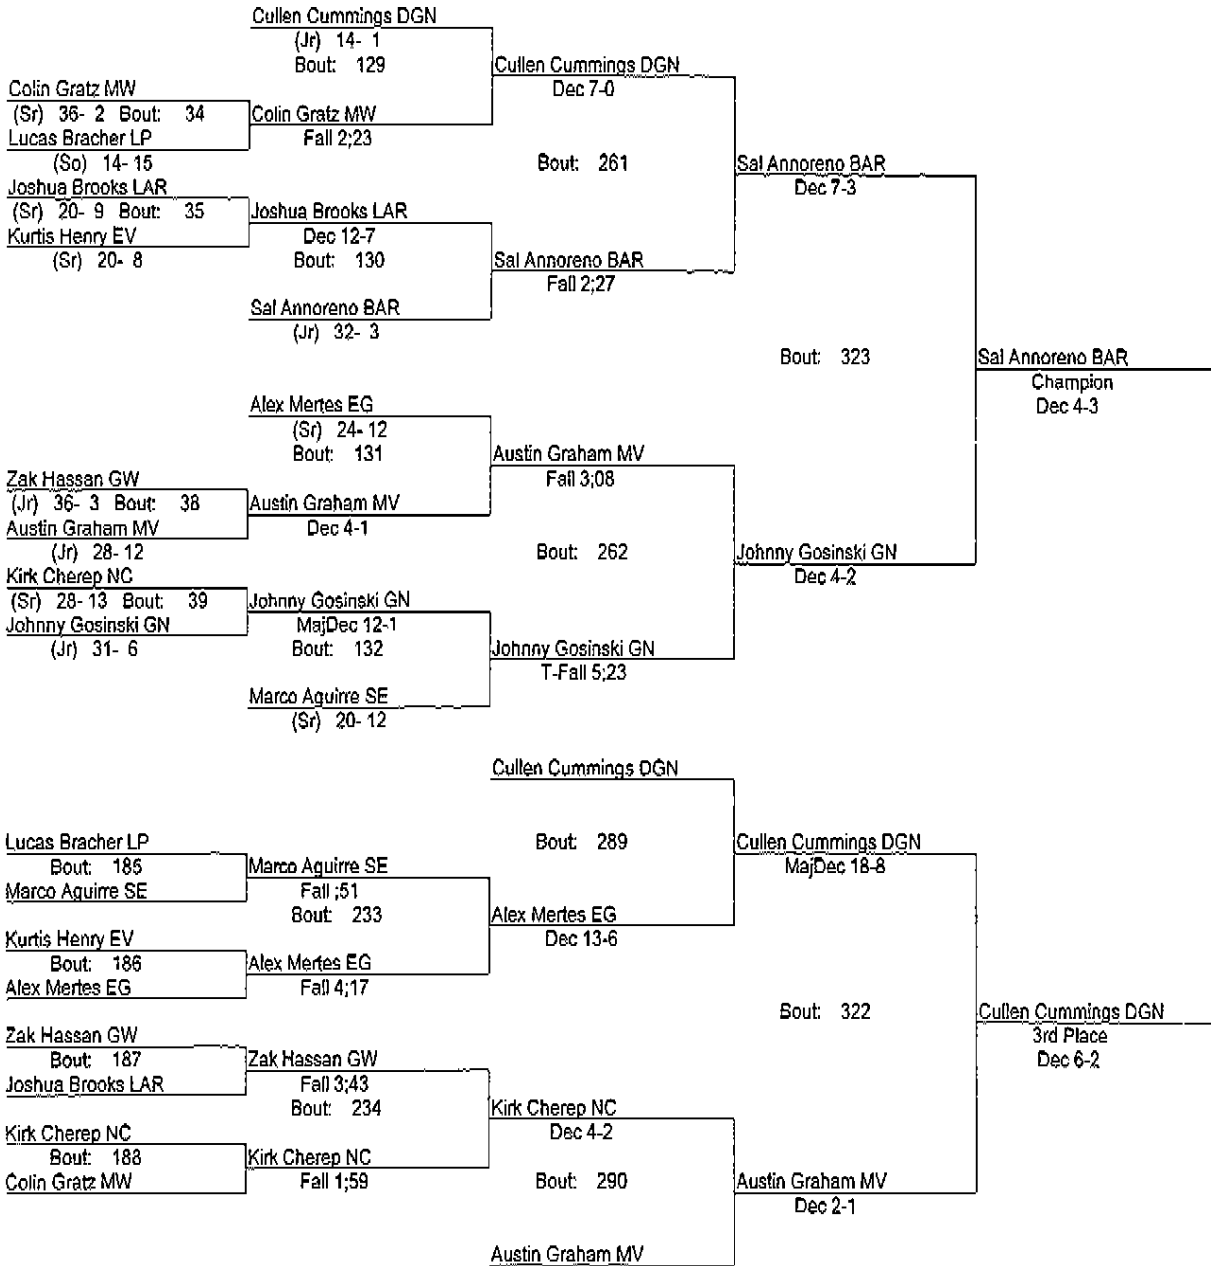 Cullen Cummings DGN
(Jr) 14- 1
Bout: 129
Cullen Cummings DGN
Dec 7-0
Colin Gratz MW
(Sr) 36- 2 Bout: 34
Colin Gratz MW
Fall 2;23
Lucas Bracher LP
(So) 14- 15
Bout: 261
Sal Annoreno BAR
Dec 7-3
Joshua Brooks LAR
(Sr) 20- 9 Bout: 35
Joshua Brooks LAR
Dec 12-7
Kurtis Henry EV
(Sr) 20- 8
Bout: 130
Sal Annoreno BAR
Fall 2;27
Sal Annoreno BAR
(Jr) 32- 3
Bout: 323
Sal Annoreno BAR
Champion
Dec 4-3
Alex Mertes EG
(Sr) 24- 12
Bout: 131
Austin Graham MV
Fall 3;08
Zak Hassan GW
(Jr) 36- 3 Bout: 38
Austin Graham MV
Dec 4-1
Austin Graham MV
(Jr) 28- 12
Bout: 262
Johnny Gosinski GN
Dec 4-2
Kirk Cherep NC
(Sr) 28- 13 Bout: 39
Johnny Gosinski GN
MajDec 12-1
Johnny Gosinski GN
(Jr) 31- 6
Bout: 132
Johnny Gosinski GN
T-Fall 5;23
Marco Aguirre SE
(Sr) 20- 12
Cullen Cummings DGN
Lucas Bracher LP
Bout: 289
Cullen Cummings DGN
MajDec 18-8
Bout: 185
Marco Aguirre SE
Fall ;51
Marco Aguirre SE
Bout: 233
Alex Mertes EG
Dec 13-6
Kurtis Henry EV
Bout: 186
Alex Mertes EG
Fall 4;17
Alex Mertes EG
Bout: 322
Cullen Cummings DGN
3rd Place
Dec 6-2
Zak Hassan GW
Bout: 187
Zak Hassan GW
Fall 3;43
Joshua Brooks LAR
Bout: 234
Kirk Cherep NC
Dec 4-2
Kirk Cherep NC
Bout: 188
Kirk Cherep NC
Fall 1;59
Colin Gratz MW
Bout: 290
Austin Graham MV
Dec 2-1
Austin Graham MV